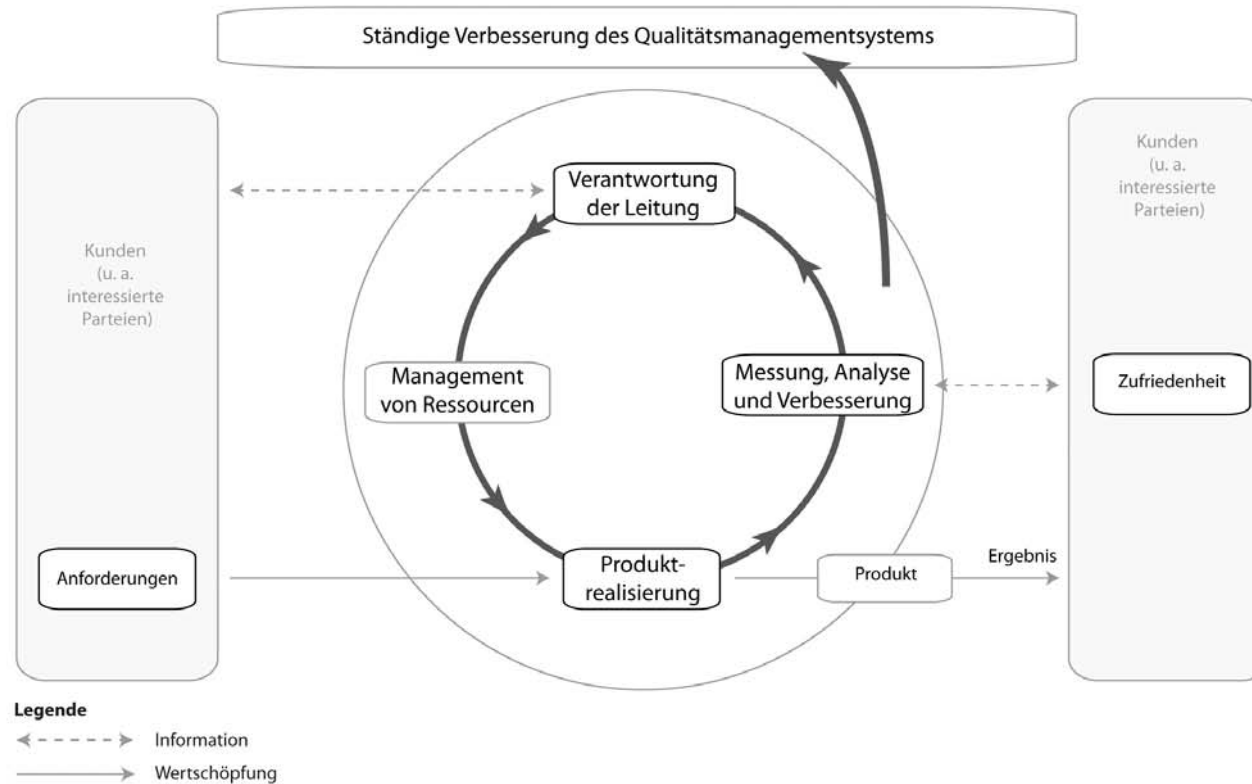 Ständige Verbesserung des Qualitätsmanagementsystems
Kunden
(u. a.
interessierte
Parteien)
Anforderungen
Verantwortung
der Leitung
Management
von Ressourcen
Messung, Analyse
und Verbesserung
Produkt-
realisierung
Produkt
Ergebnis
Kunden
(u. a.
interessierte
Parteien)
Zufriedenheit
Legende
Information
Wertschöpfung